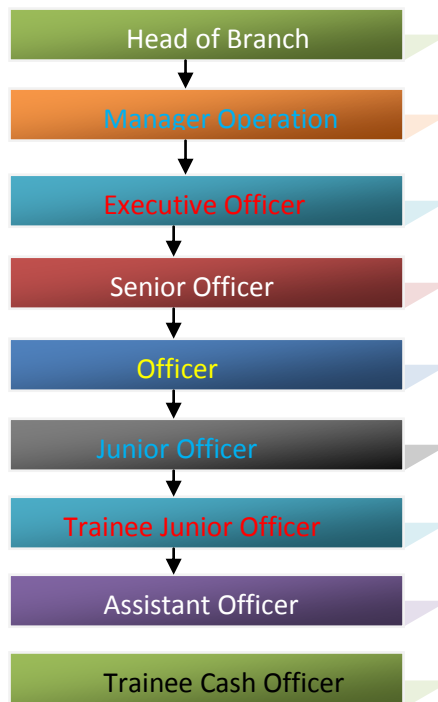 Head of Branch
Manager Operation
Executive Officer
Senior Officer
Officer
Junior Officer
Trainee Junior Officer
Assistant Officer
Trainee Cash Officer